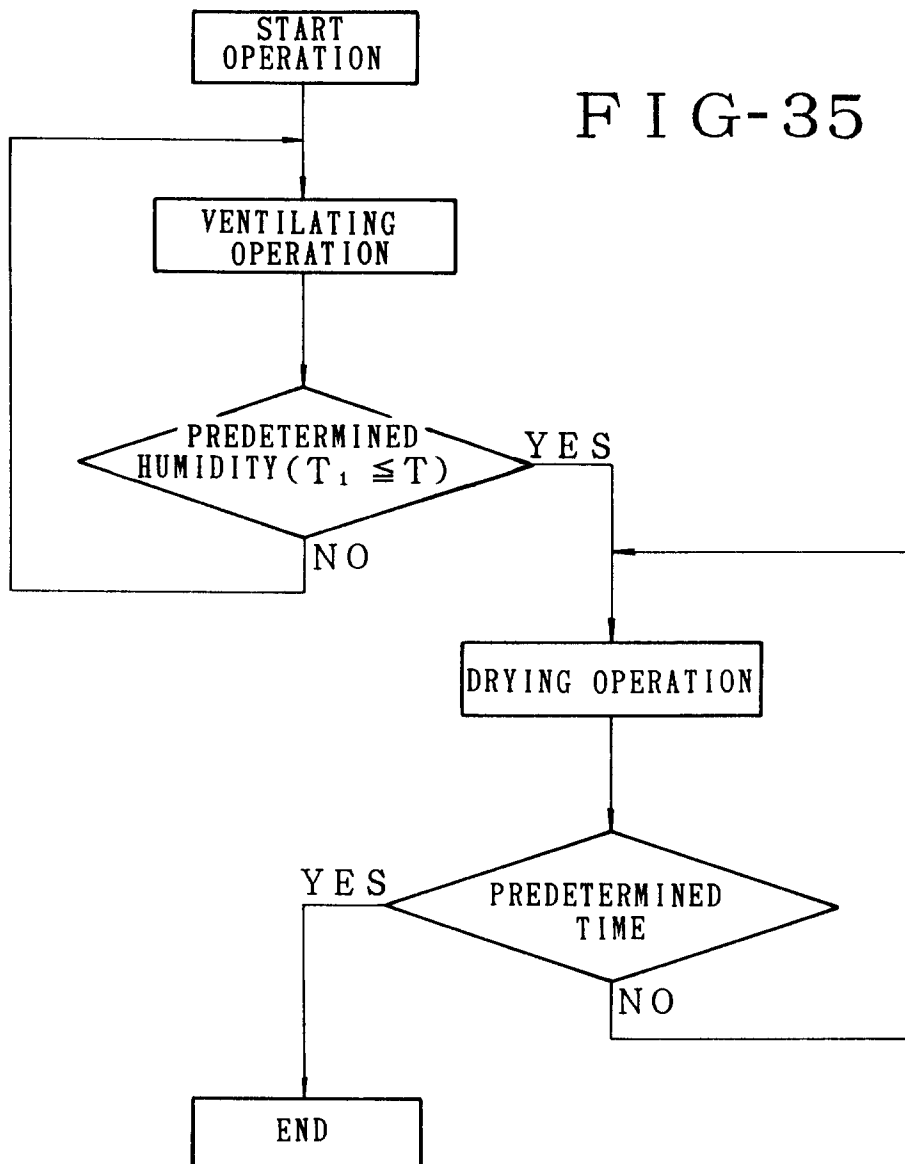 START
OPERATION
FIG-35
VENTILATING
OPERATION
PREDETERMINED
HUMIDITY(T₁ ≦T)
YES
NO
DRYING OPERATION
YES
PREDETERMINED
TIME
NO
END